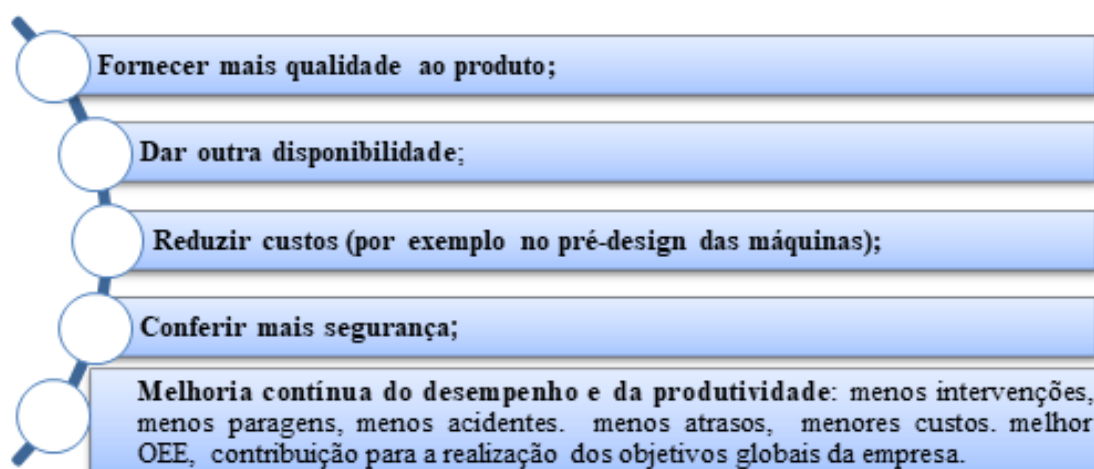 Fornecer mais qualidade ao produto;
Dar outra disponibilidade;
Reduzir custos (por exemplo no pré-design das máquinas);
Conferir mais segurança;
Melhoria contínua do desempenho e da produtividade: menos intervenções,
menos paragens, menos acidentes. menos atrasos, menores custos. melhor
OEE, contribuição para a realização dos objetivos globais da empresa.